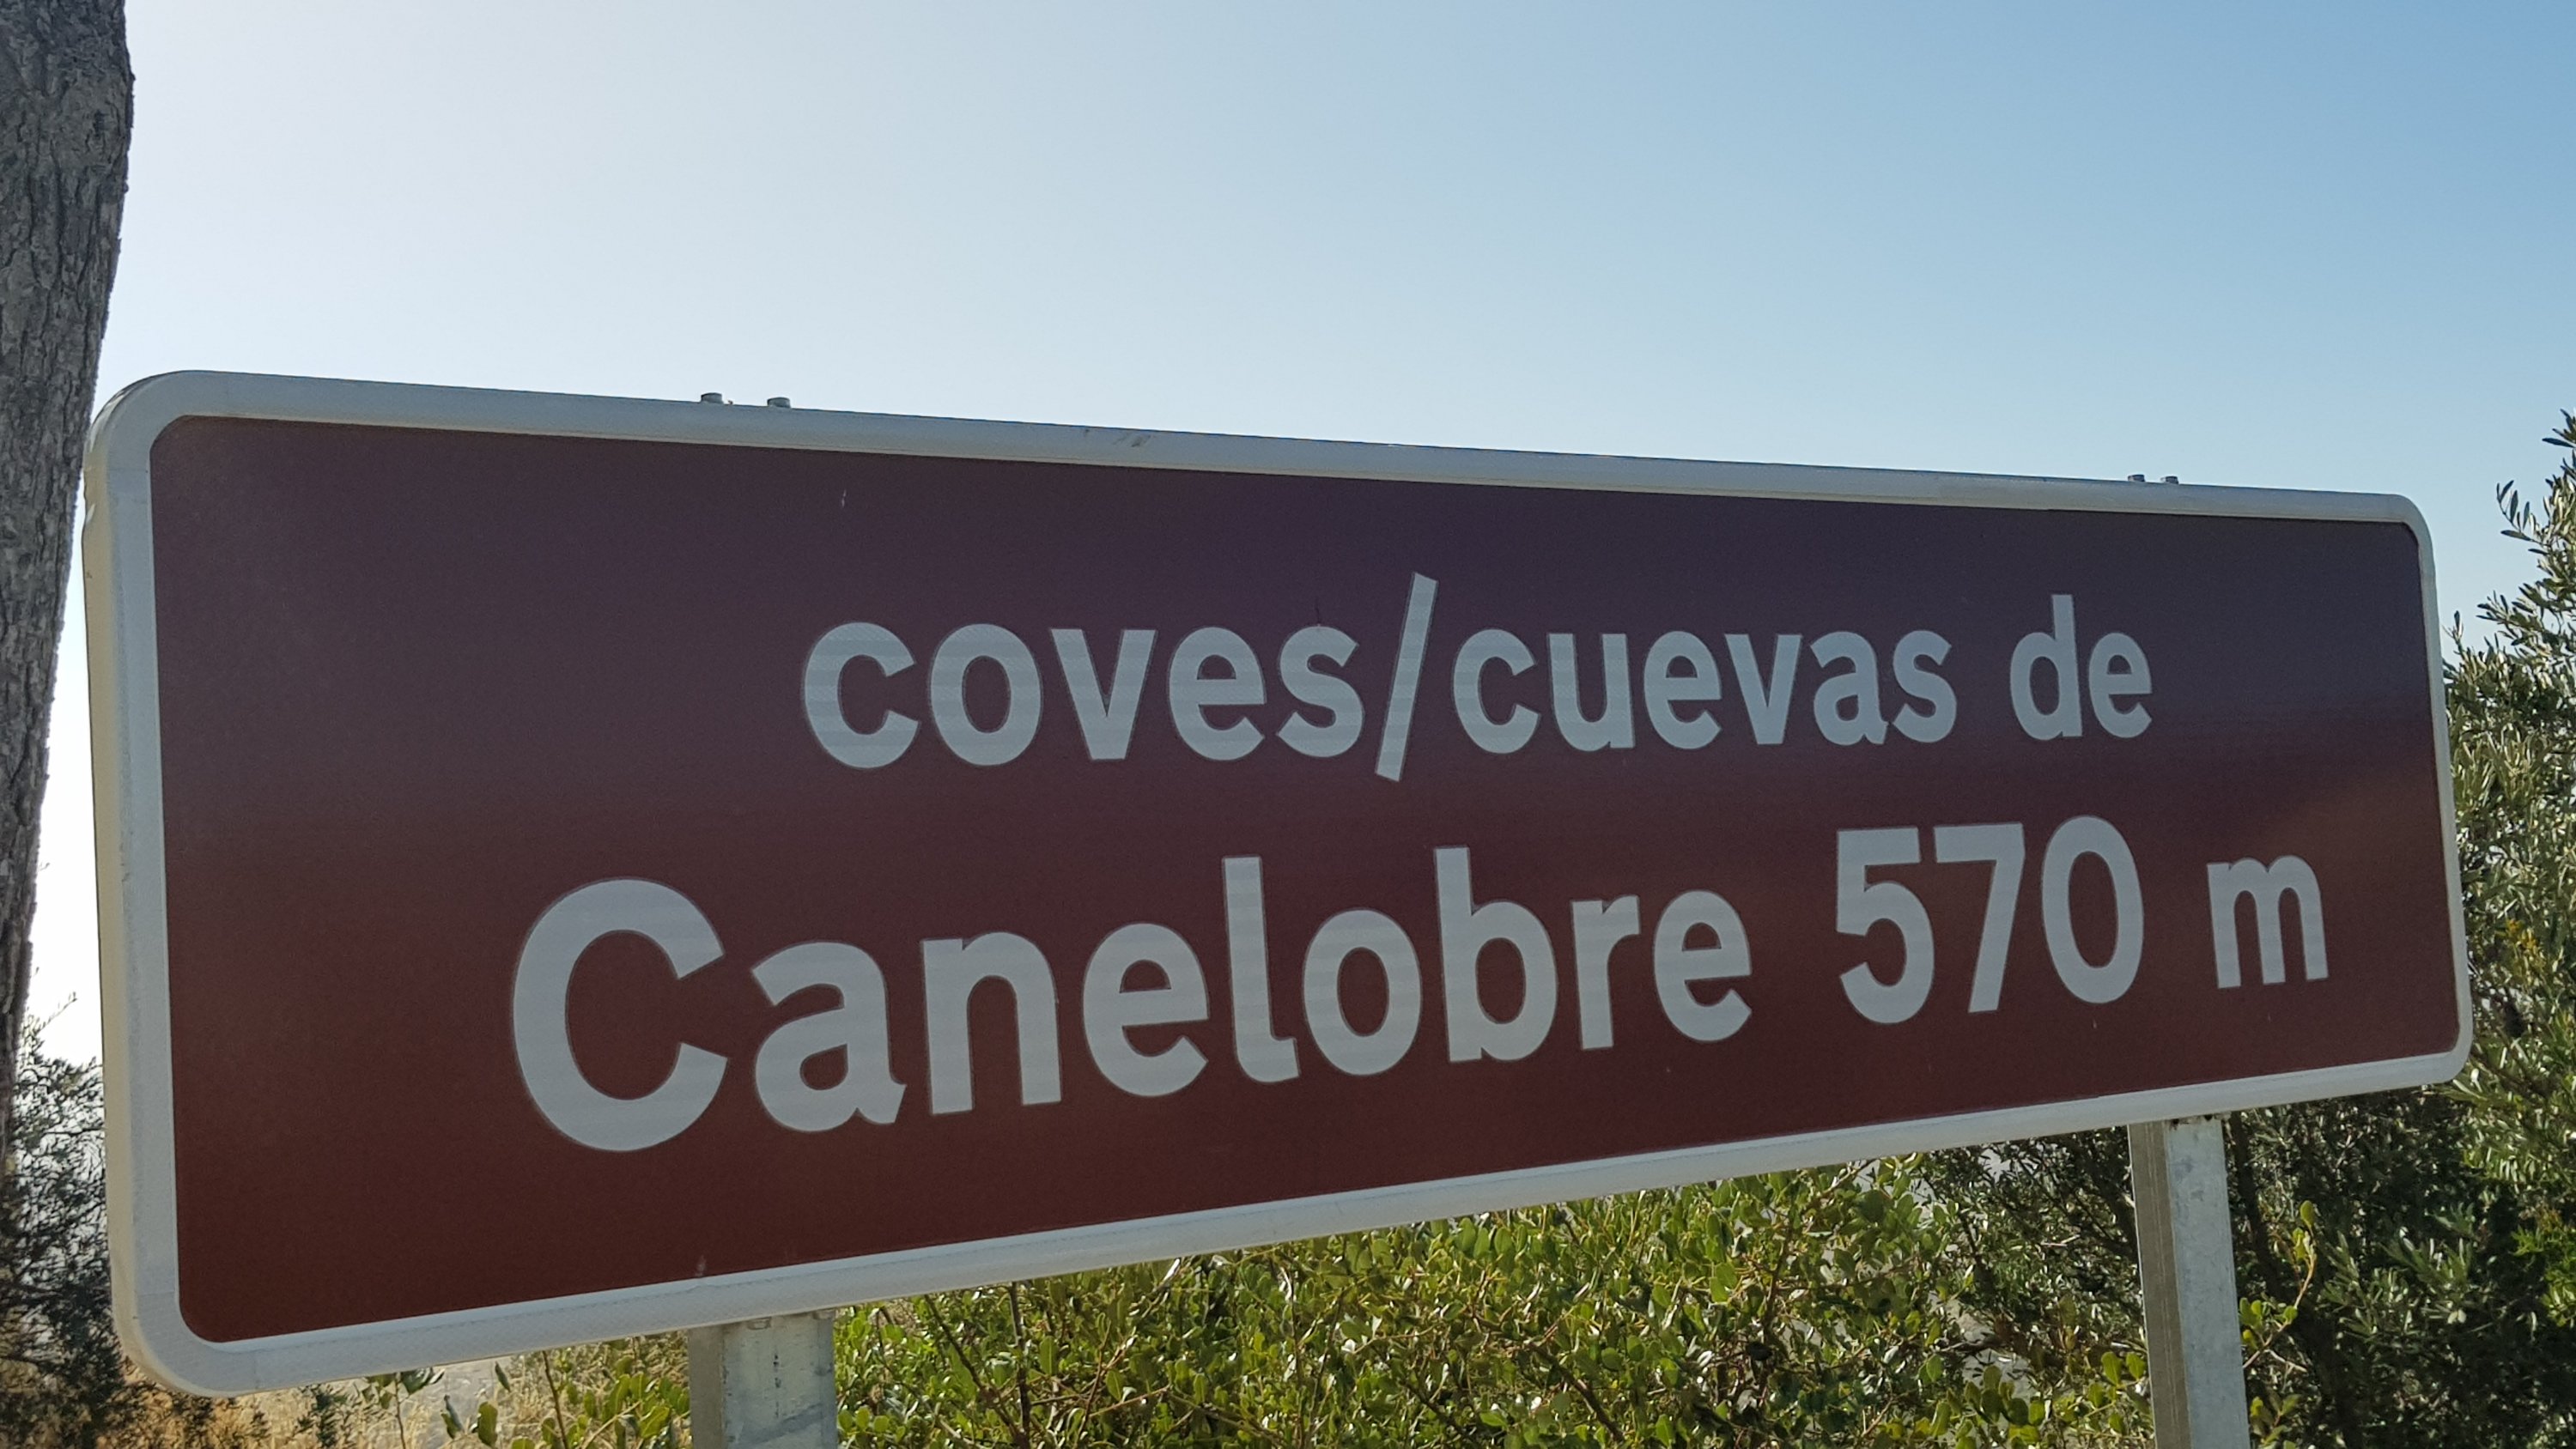 coves/cuevas de
Canelobre 570 m